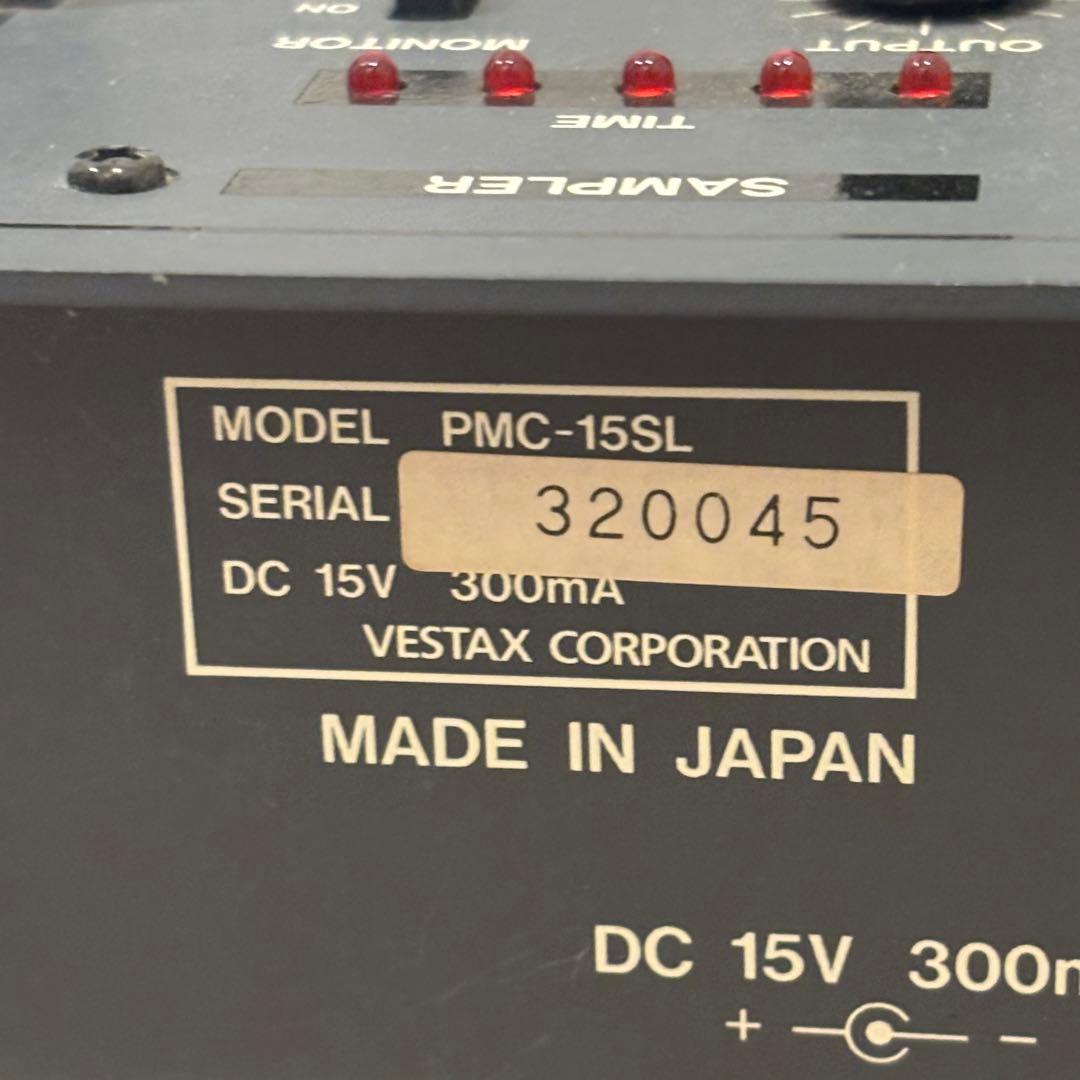 ON
MONITOR OUTPUT
TIME
SAMPLER
MODEL PMC-15SL
SERIAL 320045
DC 15V 300mA
VESTAX CORPORATION
MADE IN JAPAN
DC 15V 300m
+ −